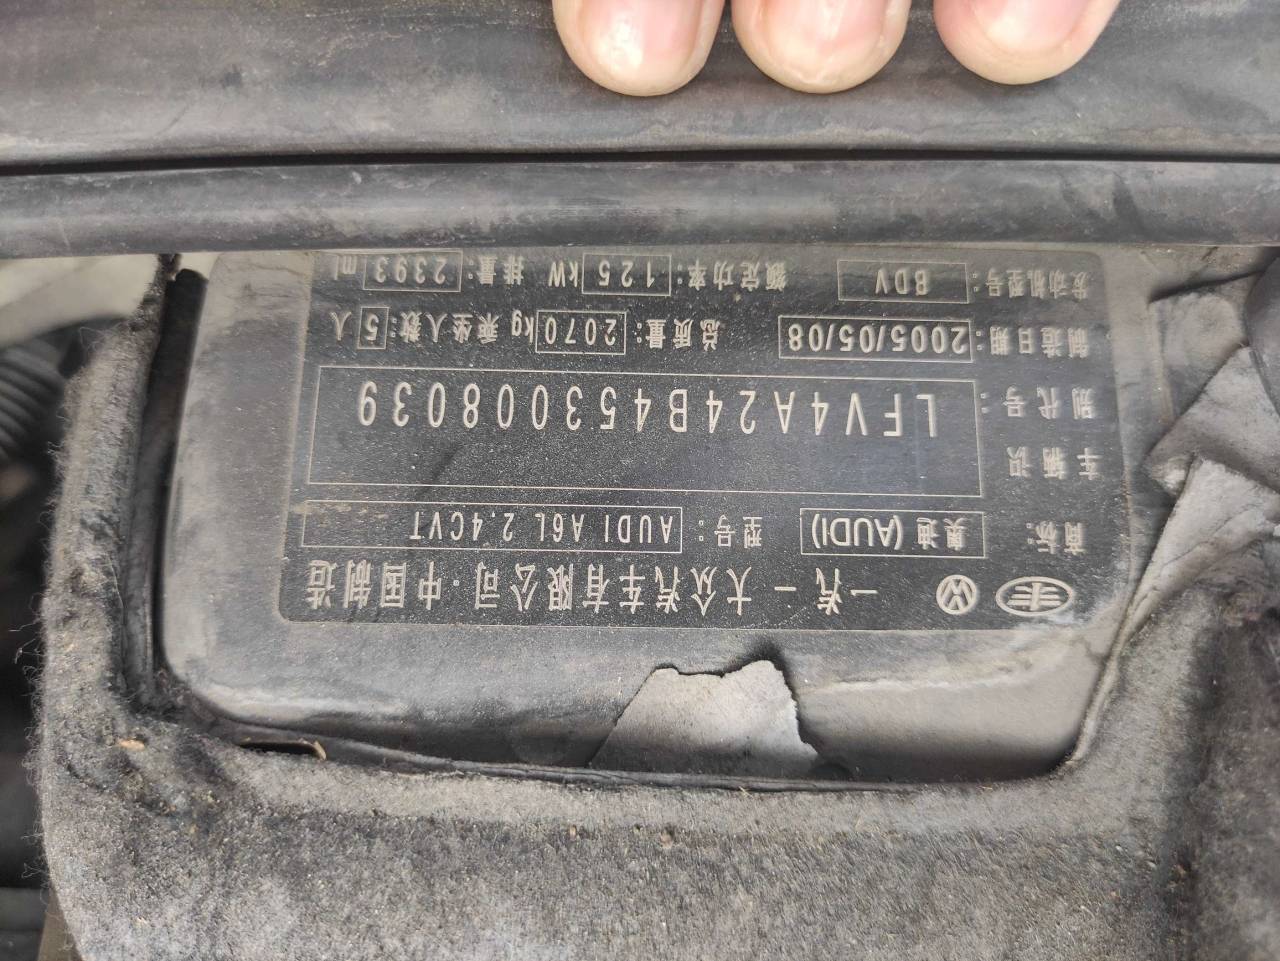 一汽-大众汽车有限公司·中国制造
商标: 奥迪(AUDI) 型号: AUDI A6L 2.4CVT
车辆识别代号: LFV4A24B453008039
制造日期: 2005/05/08 总质量: 2070 kg 乘坐人数: 5 人
发动机型号: BDV 额定功率: 125 kW 排量: 2393 mL